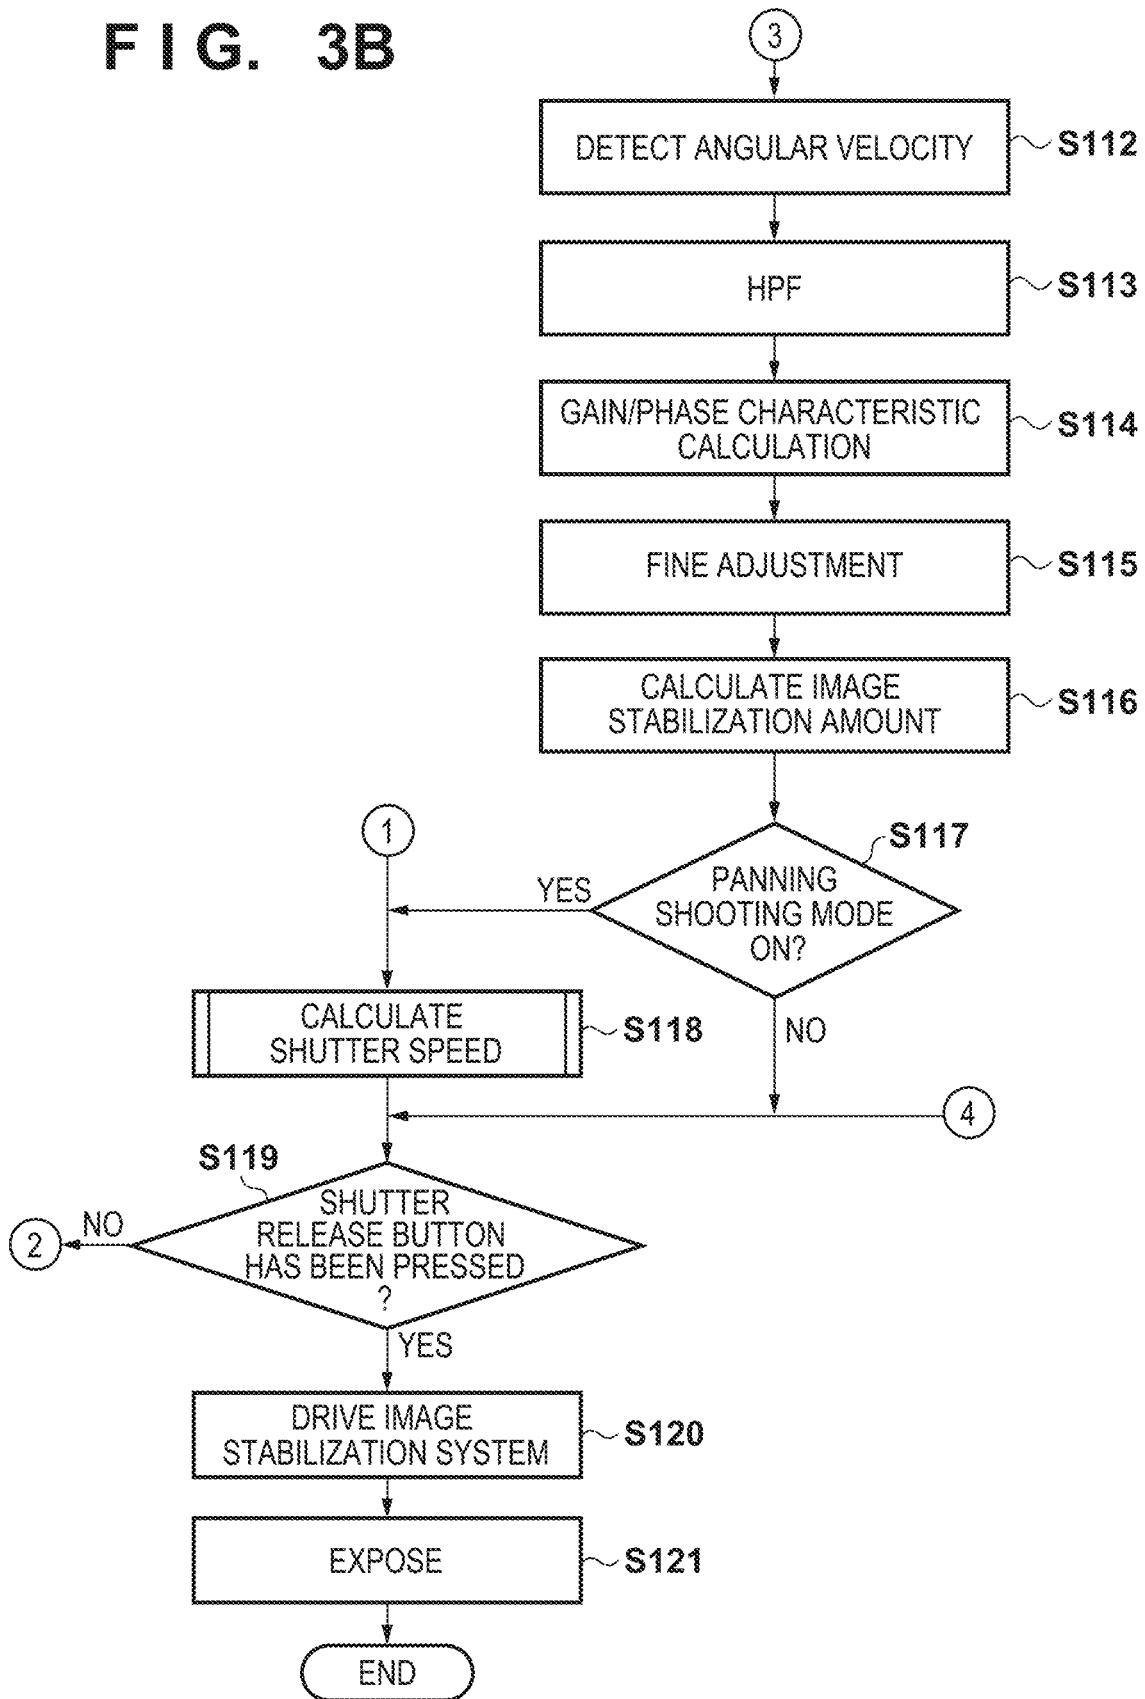 FIG. 3B
3
DETECT ANGULAR VELOCITY
S112
HPF
S113
GAIN/PHASE CHARACTERISTIC
CALCULATION
S114
FINE ADJUSTMENT
S115
CALCULATE IMAGE
STABILIZATION AMOUNT
S116
1
S117
YES
PANNING
SHOOTING MODE
ON?
CALCULATE
SHUTTER SPEED
S118
NO
4
S119
SHUTTER
RELEASE BUTTON
HAS BEEN PRESSED
?
NO
2
YES
DRIVE IMAGE
STABILIZATION SYSTEM
S120
EXPOSE
S121
END